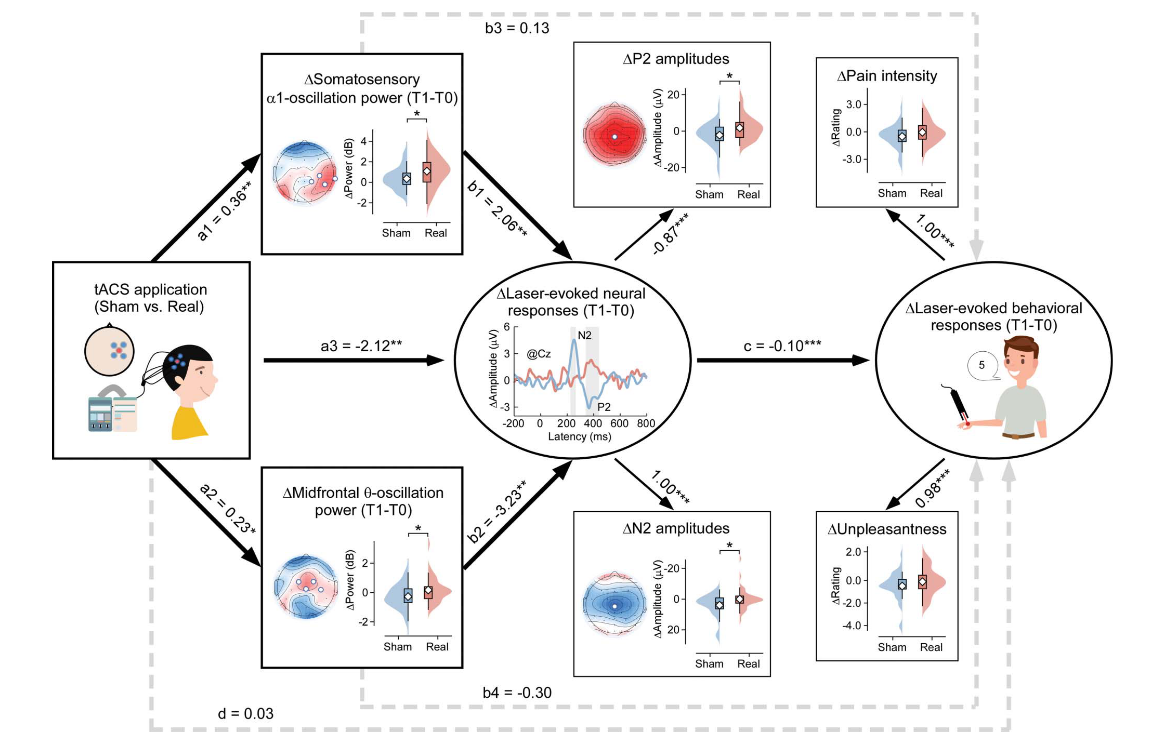 b3 = 0.13
ΔSomatosensory
α1-oscillation power (T1-T0)
ΔPower (dB)
4
2
0
-2
*
Sham
Real
ΔP2 amplitudes
ΔAmplitude (μV)
20
0
-20
*
Sham
Real
ΔPain intensity
ΔRating
3.0
0.0
-3.0
Sham
Real
a1 = 0.36**
b1 = 2.06**
-0.87***
1.00***
tACS application
(Sham vs. Real)
a3 = -2.12**
ΔLaser-evoked neural
responses (T1-T0)
ΔAmplitude (μV)
6
3
0
-3
@Cz
N2
P2
-200
0
200
400
600
800
Latency (ms)
c = -0.10***
ΔLaser-evoked behavioral
responses (T1-T0)
5
a2 = 0.23*
b2 = -3.23**
1.00***
0.98***
ΔMidfrontal θ-oscillation
power (T1-T0)
ΔPower (dB)
2
0
-2
*
Sham
Real
ΔN2 amplitudes
ΔAmplitude (μV)
-20
0
20
*
Sham
Real
ΔUnpleasantness
ΔRating
2.0
0.0
-2.0
-4.0
Sham
Real
b4 = -0.30
d = 0.03